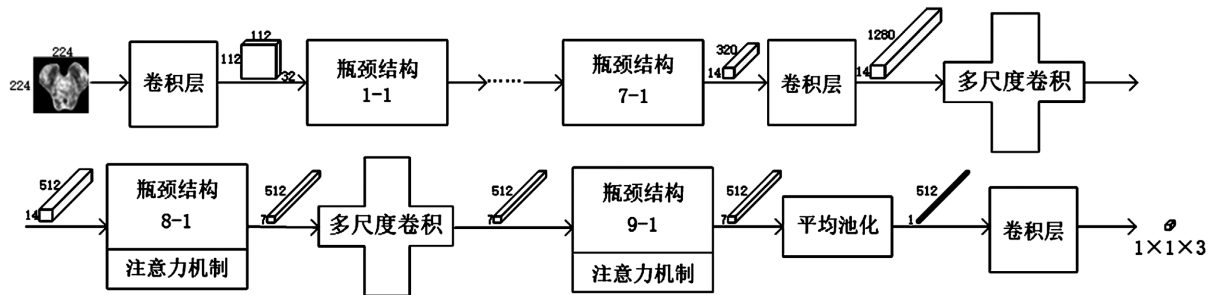 224
224
卷积层
112
112
32
瓶颈结构
1-1
······
瓶颈结构
7-1
320
14
卷积层
1280
14
多尺度卷积
512
14
瓶颈结构
8-1
注意力机制
512
7
多尺度卷积
512
7
瓶颈结构
9-1
注意力机制
512
7
平均池化
512
1
卷积层
1×1×3